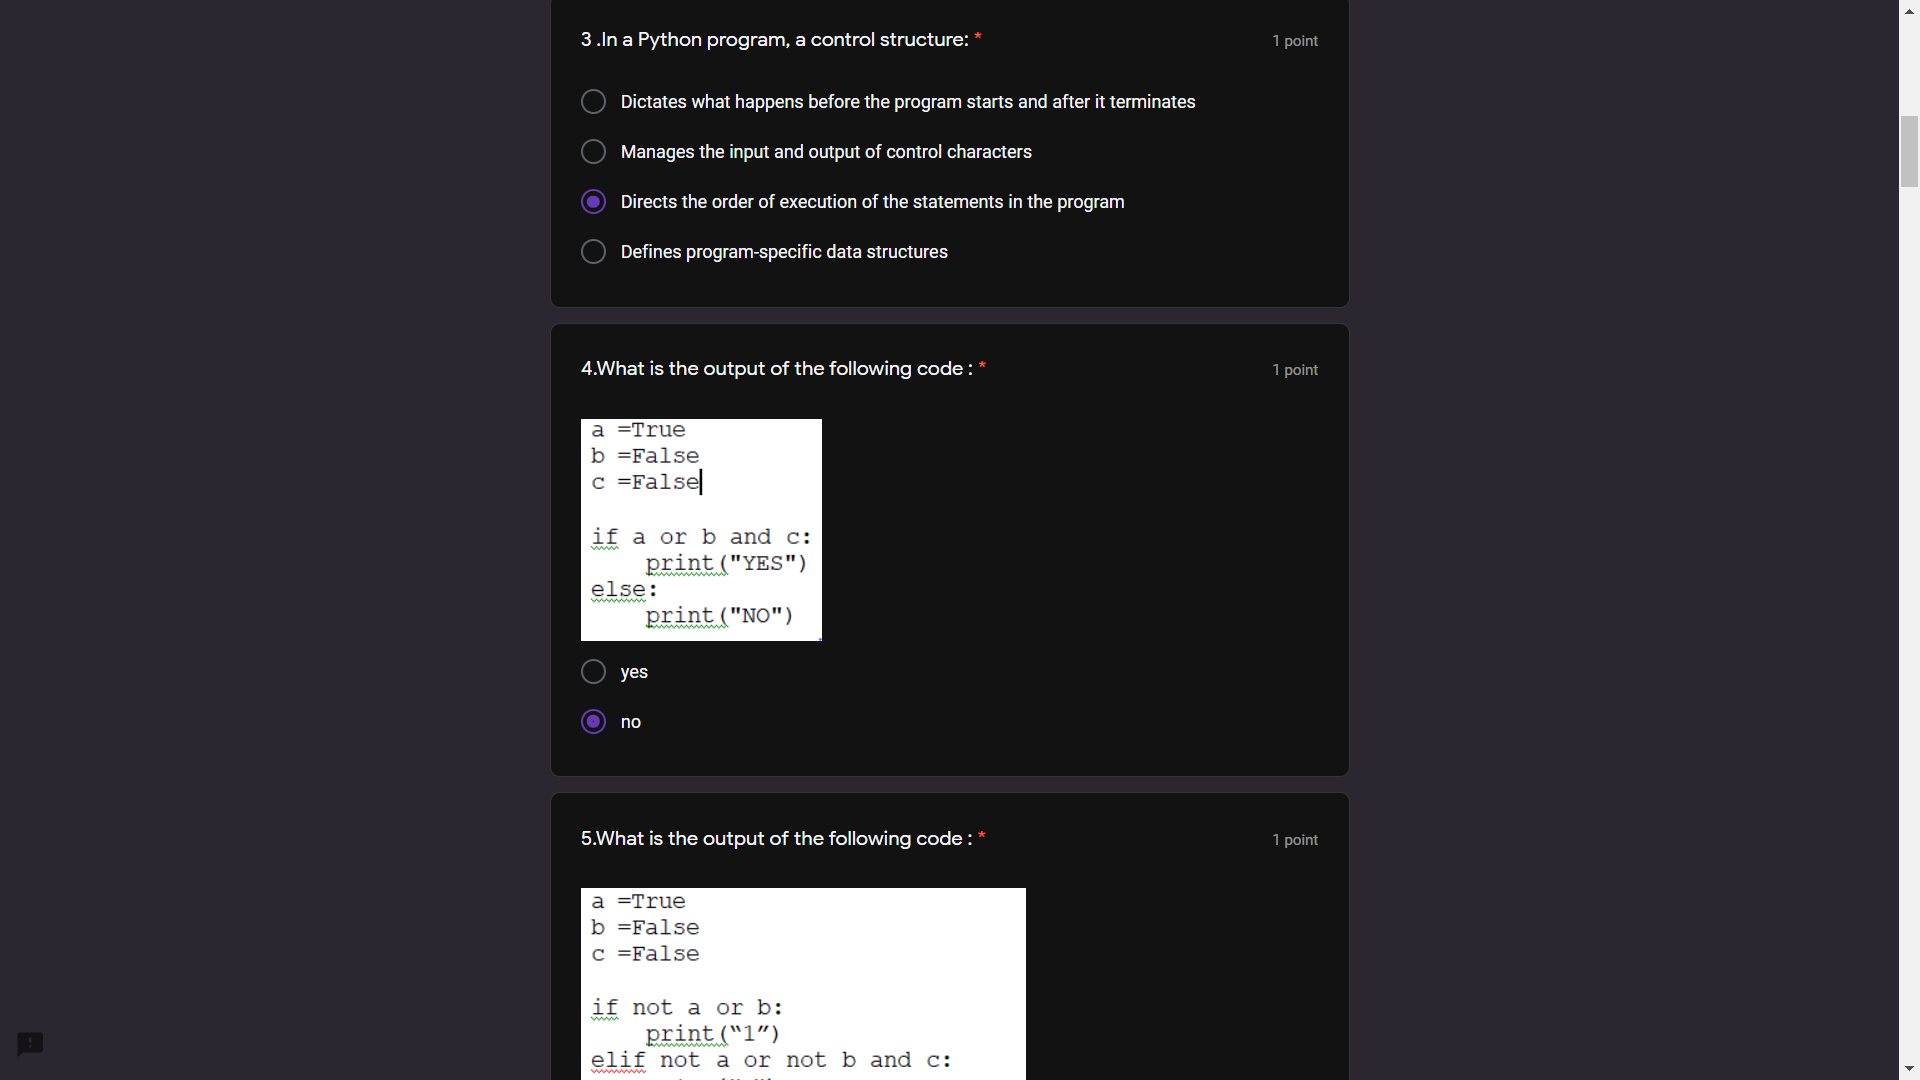 3 .In a Python program, a control structure: *
1 point
Dictates what happens before the program starts and after it terminates
Manages the input and output of control characters
Directs the order of execution of the statements in the program
Defines program-specific data structures
4.What is the output of the following code : *
1 point
a =True
b =False
c =False
if a or b and c:
print("YES")
else:
print("NO")
yes
no
5.What is the output of the following code : *
1 point
a =True
b =False
c =False
if not a or b:
print(“1”)
elif not a or not b and c: